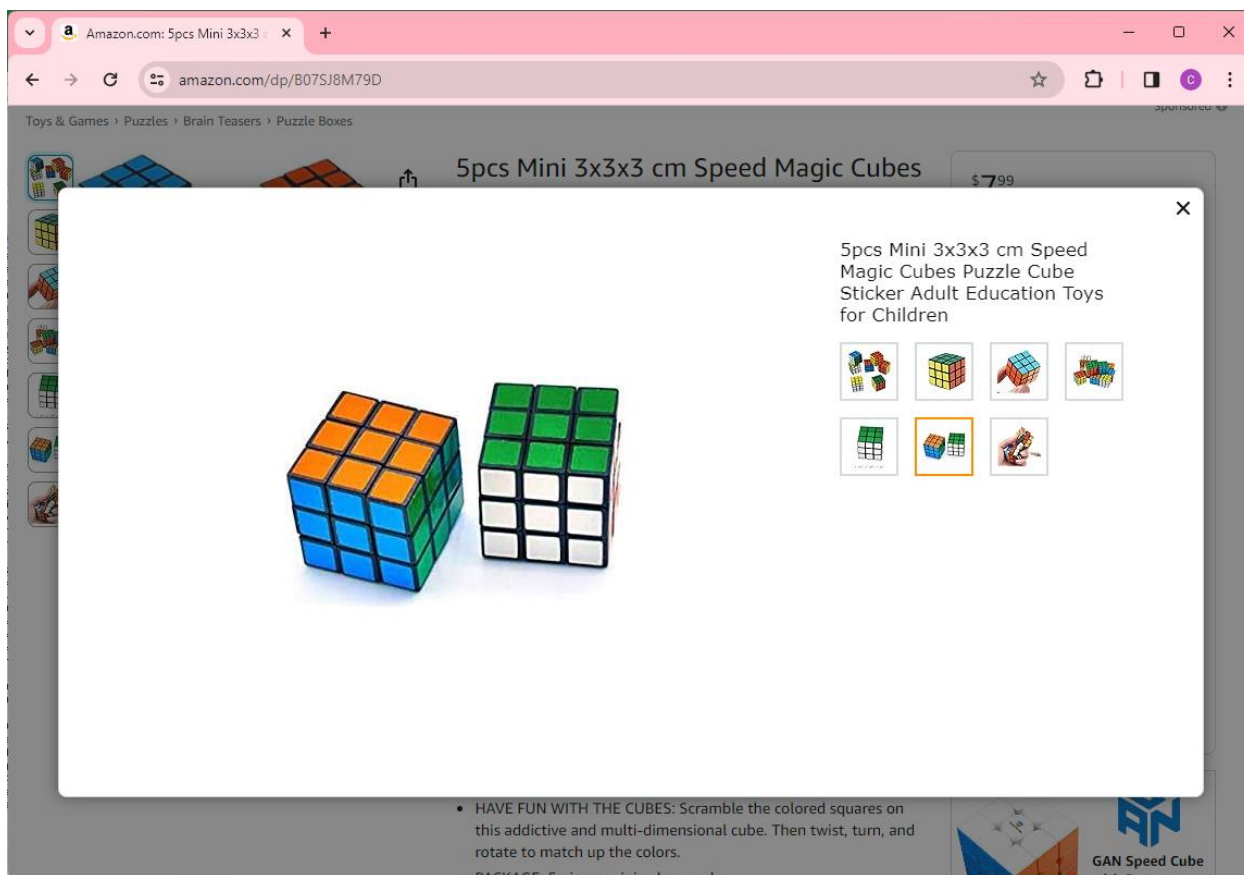 Amazon.com: 5pcs Mini 3x3x3 c
amazon.com/dp/B07SJ8M79D
C
Sponsored
Toys & Games › Puzzles › Brain Teasers › Puzzle Boxes
5pcs Mini 3x3x3 cm Speed Magic Cubes
$7.99
5pcs Mini 3x3x3 cm Speed
Magic Cubes Puzzle Cube
Sticker Adult Education Toys
for Children
• HAVE FUN WITH THE CUBES: Scramble the colored squares on
this addictive and multi-dimensional cube. Then twist, turn, and
rotate to match up the colors.
GAN
GAN Speed Cube